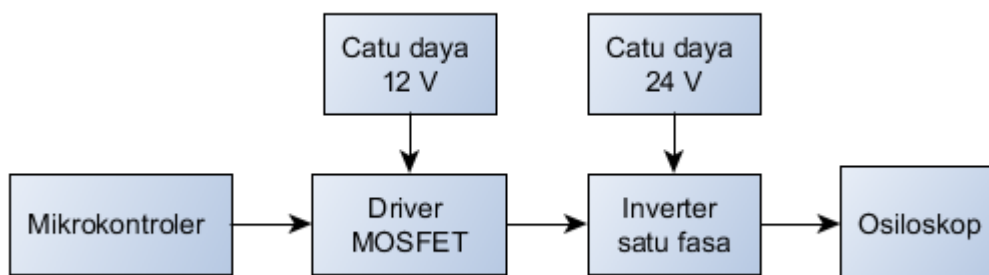 Catu daya
12 V
Catu daya
24 V
Mikrokontroler
Driver
MOSFET
Inverter
satu fasa
Osiloskop